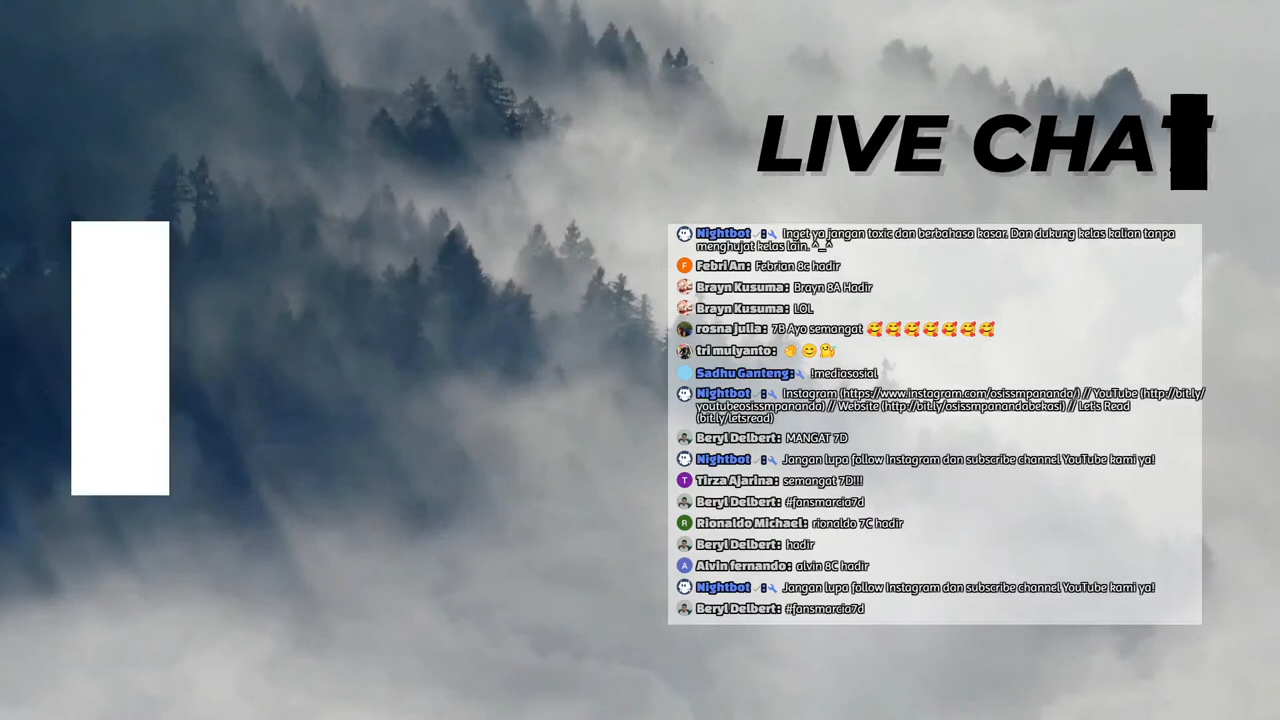 LIVE CHAT
Nightbot : Inget ya jangan toxic dan berbahasa kasar. Dan dukung kelas kalian tanpa
menghujat kelas lain. ^_^
Febri An: Febrian 8c hadir
Brayn Kusuma: Brayn 8A Hadir
Brayn Kusuma: LOL
rosna julia: 7B Ayo semangat 🥰🥰🥰🥰🥰🥰🥰
tri mulyanto: 👏😊🤗
Sadhu Ganteng: !mediasosial
Nightbot : Instagram (https://www.instagram.com/osissmpananda/) // YouTube (http://bit.ly/
youtubeosissmpananda) // Website (http://bit.ly/osissmpanandabekasi) // Let's Read
(bit.ly/letsread)
Beryl Delbert: MANGAT 7D
Nightbot : Jangan lupa follow Instagram dan subscribe channel YouTube kami ya!
Tirza Ajarina: semangat 7D!!!
Beryl Delbert: #fansmarcia7d
R Rionaldo Michael: rionaldo 7C hadir
Beryl Delbert: hadir
A Alvin fernando: alvin 8C hadir
Nightbot : Jangan lupa follow Instagram dan subscribe channel YouTube kami ya!
Beryl Delbert: #fansmarcia7d